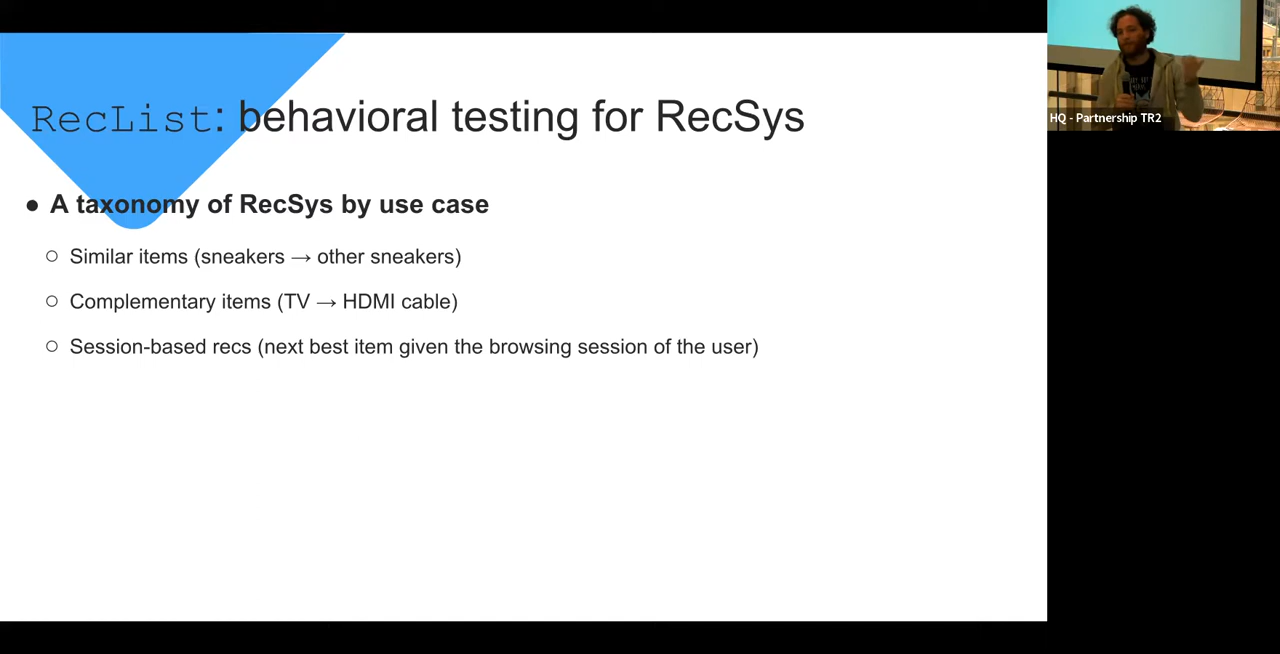 RecList: behavioral testing for RecSys
● A taxonomy of RecSys by use case
○ Similar items (sneakers → other sneakers)
○ Complementary items (TV → HDMI cable)
○ Session-based recs (next best item given the browsing session of the user)
HQ - Partnership TR2